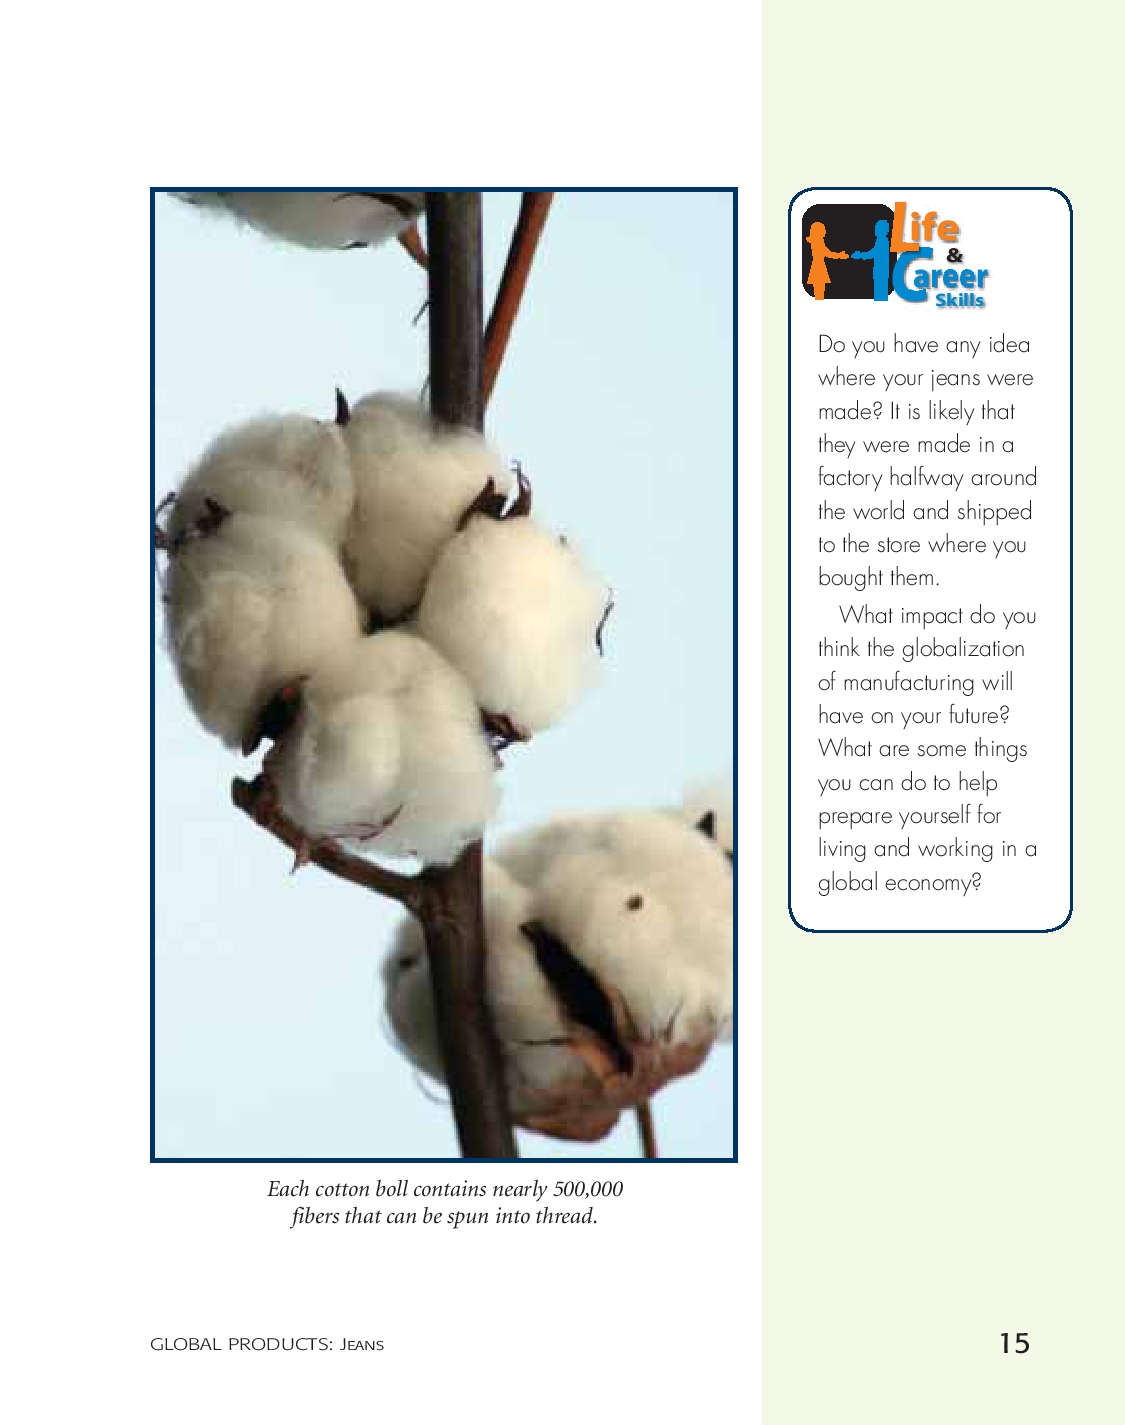 Life
&
Career
Skills
Do you have any idea
where your jeans were
made? It is likely that
they were made in a
factory halfway around
the world and shipped
to the store where you
bought them.
What impact do you
think the globalization
of manufacturing will
have on your future?
What are some things
you can do to help
prepare yourself for
living and working in a
global economy?
Each cotton boll contains nearly 500,000
fibers that can be spun into thread.
GLOBAL PRODUCTS: JEANS
15